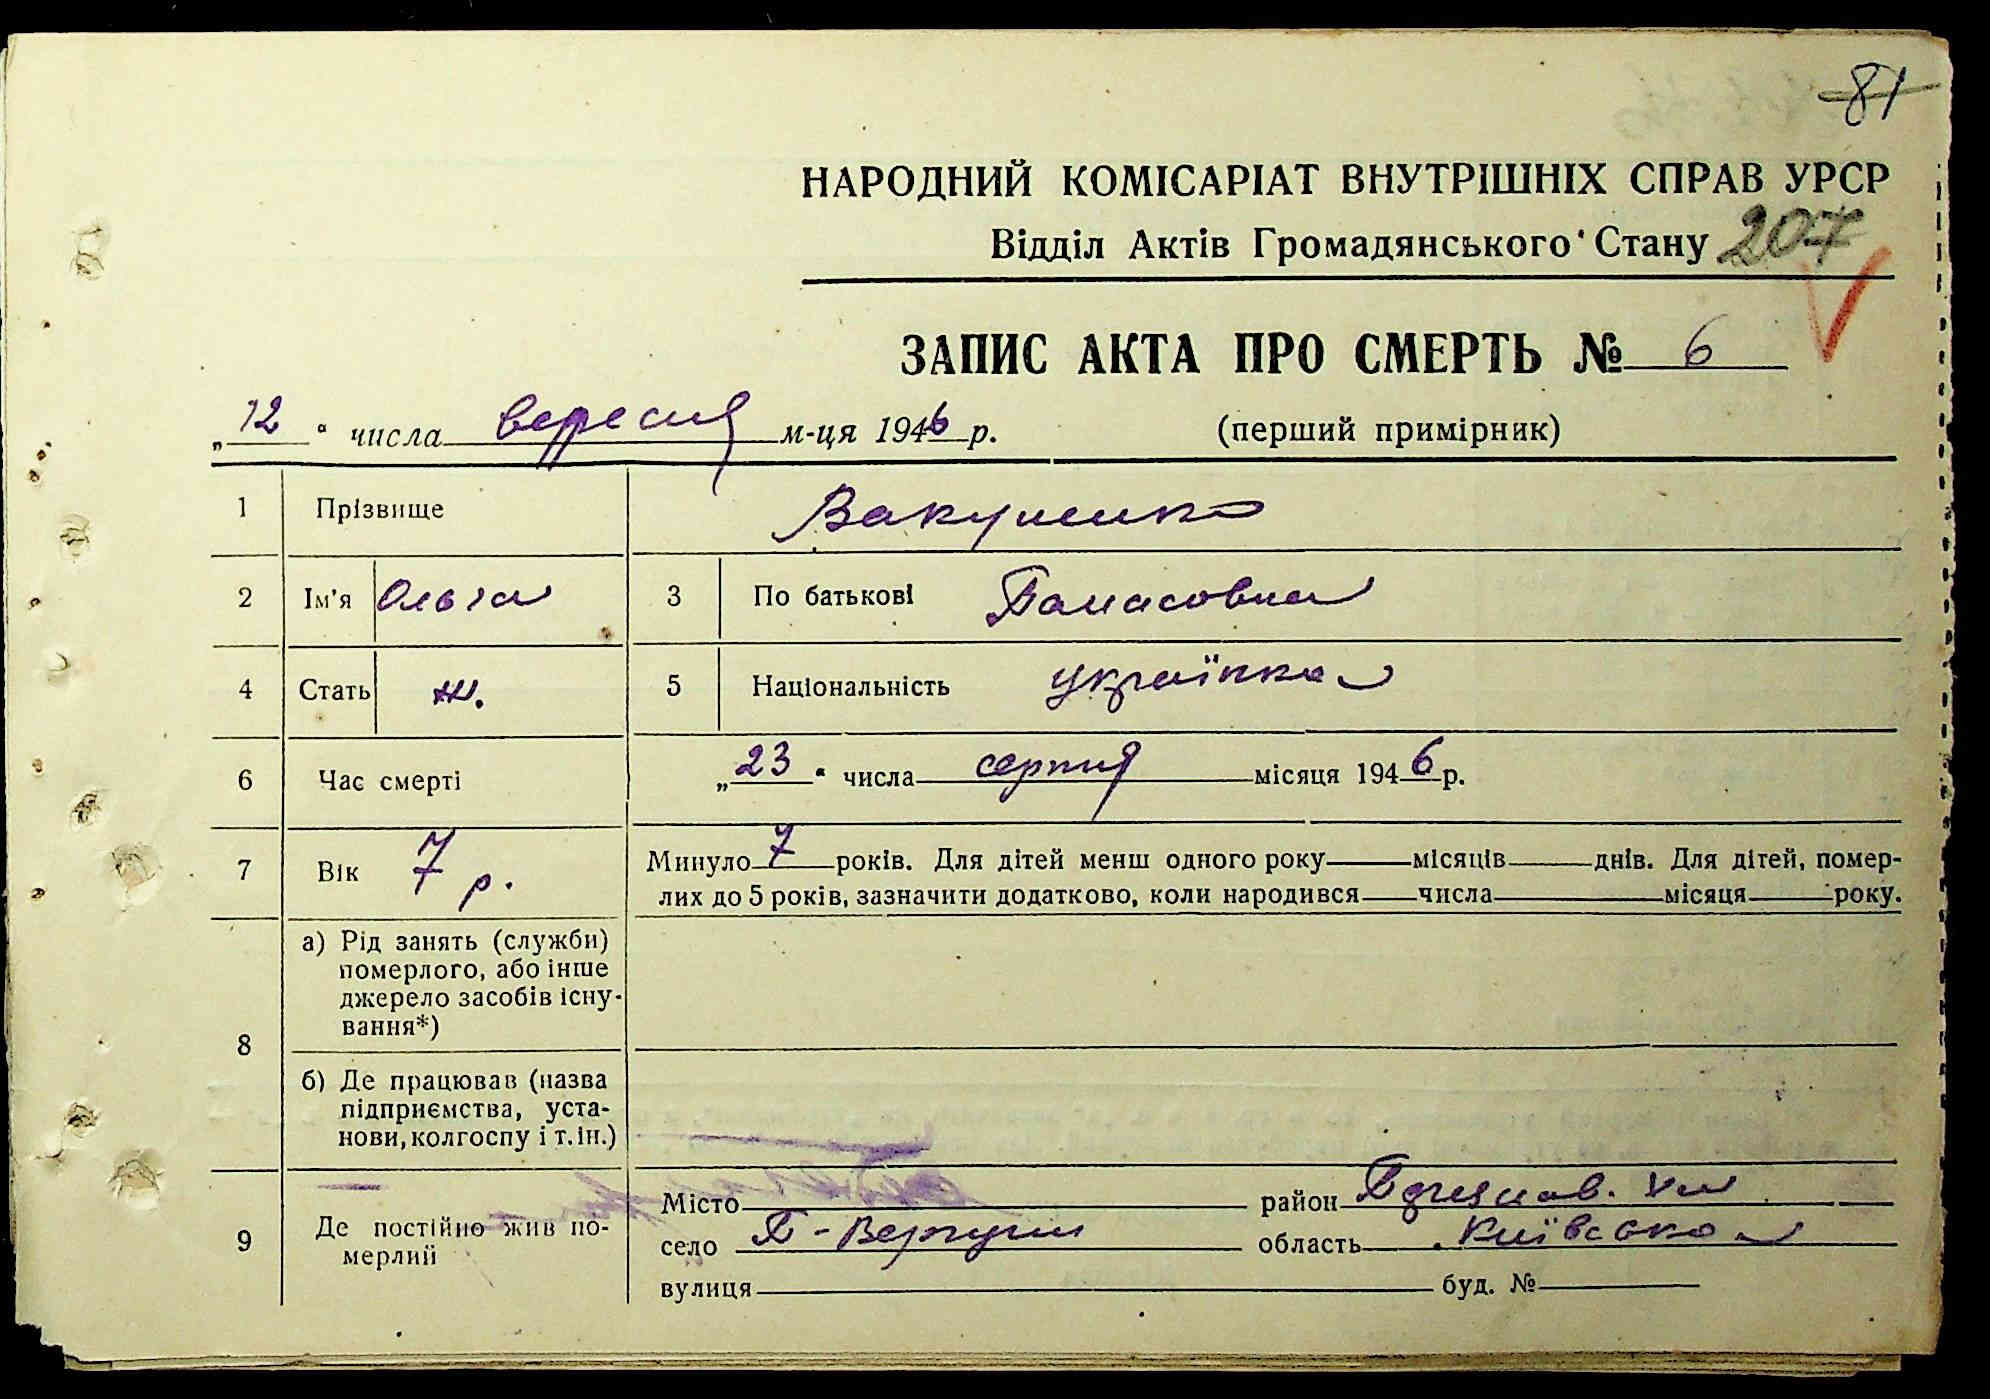 81
НАРОДНИЙ КОМІСАРІАТ ВНУТРІШНІХ СПРАВ УРСР
Відділ Актів Громадянського Стану 207
ЗАПИС АКТА ПРО СМЕРТЬ № 6
„12“ числа вересня м-ця 1946 р. (перший примірник)
1 Прізвище Вакуленко
2 Ім'я Ольга 3 По батькові Панасовна
4 Стать ж. 5 Національність українка
6 Час смерті „23“ числа серпня місяця 1946 р.
7 Вік 7 р. Минуло 7 років. Для дітей менш одного року місяців днів. Для дітей, помер-
лих до 5 років, зазначити додатково, коли народився числа місяця року.
8 а) Рід занять (служби)
померлого, або інше
джерело засобів існу-
вання*)
б) Де працював (назва
підприємства, уста-
нови, колгоспу і т. ін.)
9 Де постійно жив по-
мерлий
Місто район
село П-Вергуни область Київська
вулиця буд. №